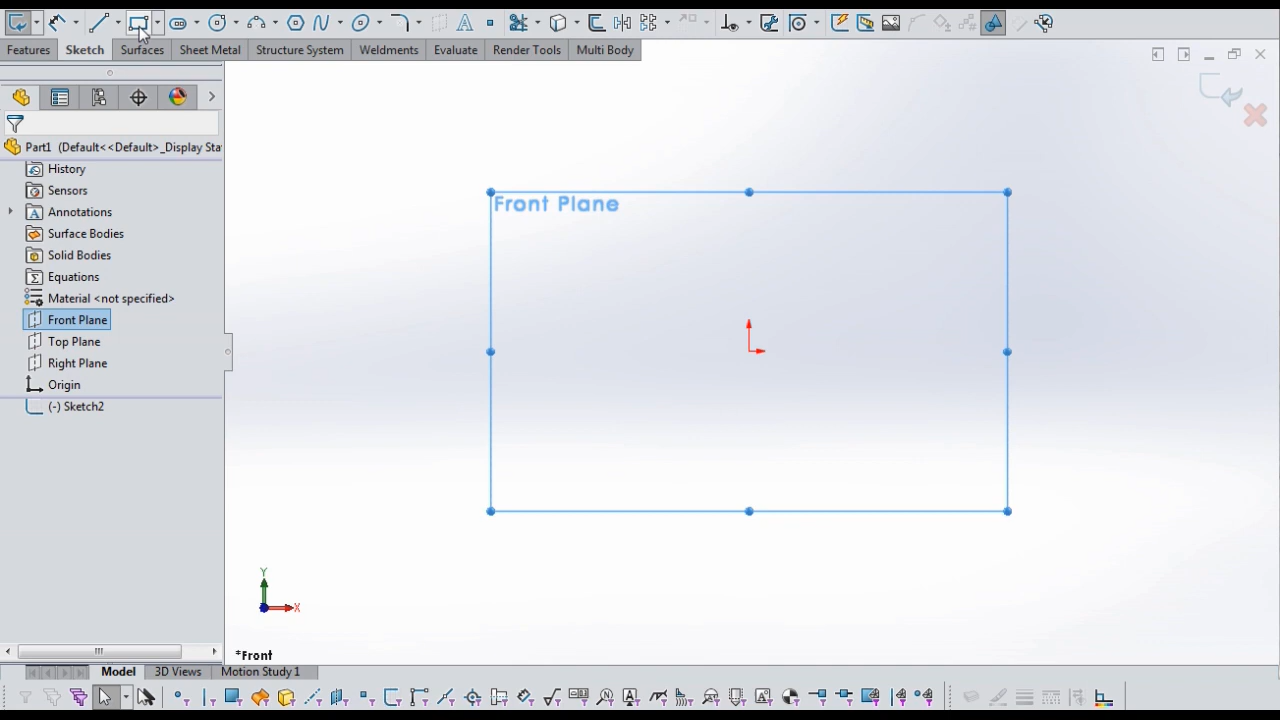 Features Sketch Surfaces Sheet Metal Structure System Weldments Evaluate Render Tools Multi Body
Part1 (Default<<Default>_Display Sta
History
Sensors
Annotations
Surface Bodies
Solid Bodies
Equations
Material <not specified>
Front Plane
Top Plane
Right Plane
Origin
(-) Sketch2
Front Plane
Y
X
*Front
Model 3D Views Motion Study 1